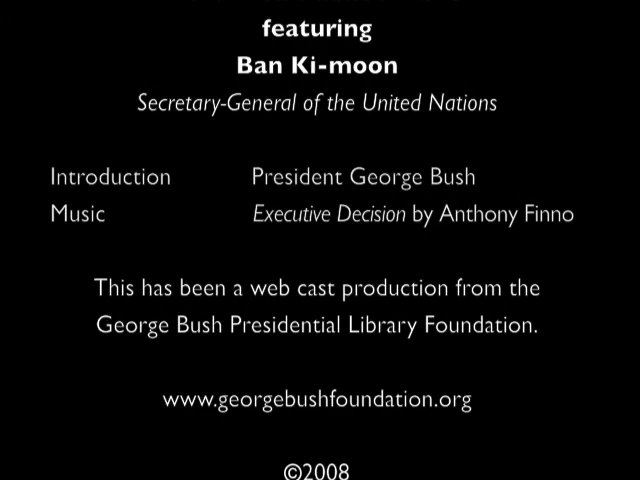 featuring
Ban Ki-moon
Secretary-General of the United Nations
Introduction President George Bush
Music Executive Decision by Anthony Finno
This has been a web cast production from the
George Bush Presidential Library Foundation.
www.georgebushfoundation.org
©2008